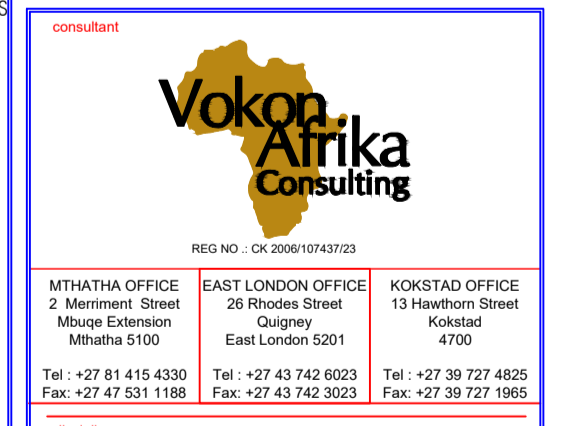 S
consultant
Vokon
Afrika
Consulting
REG NO .: CK 2006/107437/23
MTHATHA OFFICE
2 Merriment Street
Mbuqe Extension
Mthatha 5100
Tel : +27 81 415 4330
Fax: +27 47 531 1188
EAST LONDON OFFICE
26 Rhodes Street
Quigney
East London 5201
Tel : +27 43 742 6023
Fax: +27 43 742 3023
KOKSTAD OFFICE
13 Hawthorn Street
Kokstad
4700
Tel : +27 39 727 4825
Fax: +27 39 727 1965